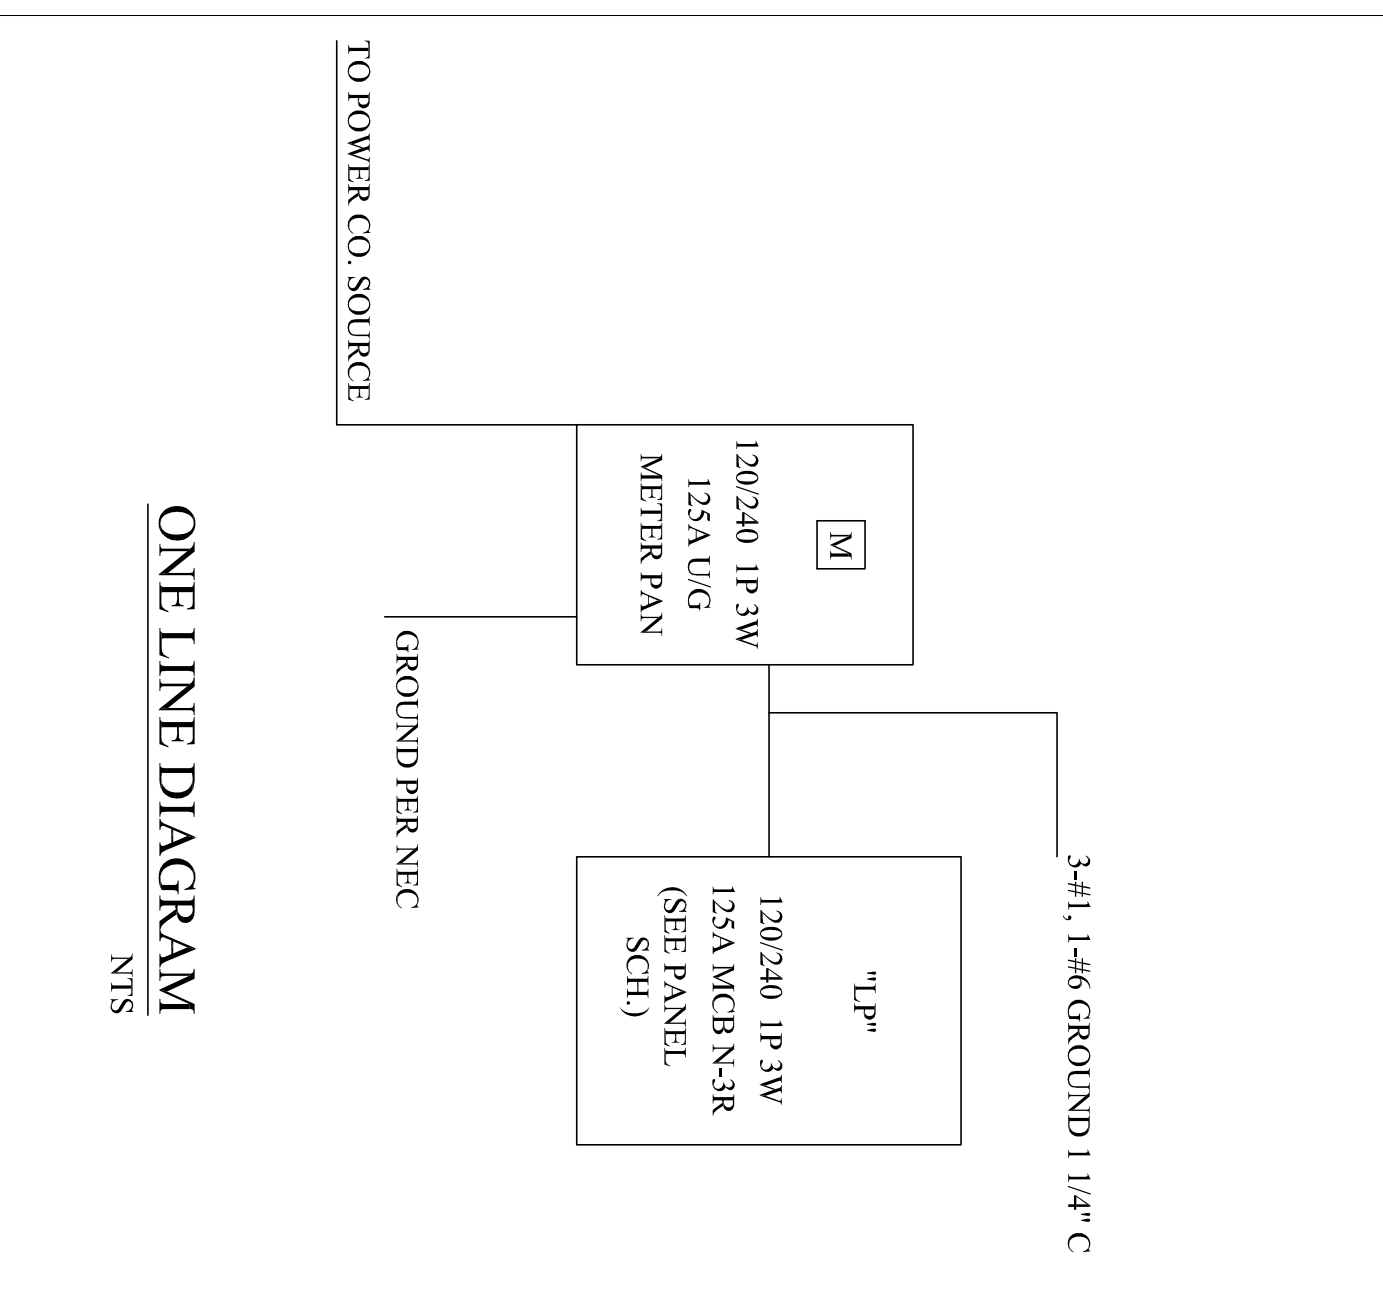 3-#1, 1-#6 GROUND 1 1/4" C
M
120/240 1P 3W
125A U/G
METER PAN
"LP"
120/240 1P 3W
125A MCB N-3R
(SEE PANEL
SCH.)
GROUND PER NEC
TO POWER CO. SOURCE
ONE LINE DIAGRAM
NTS